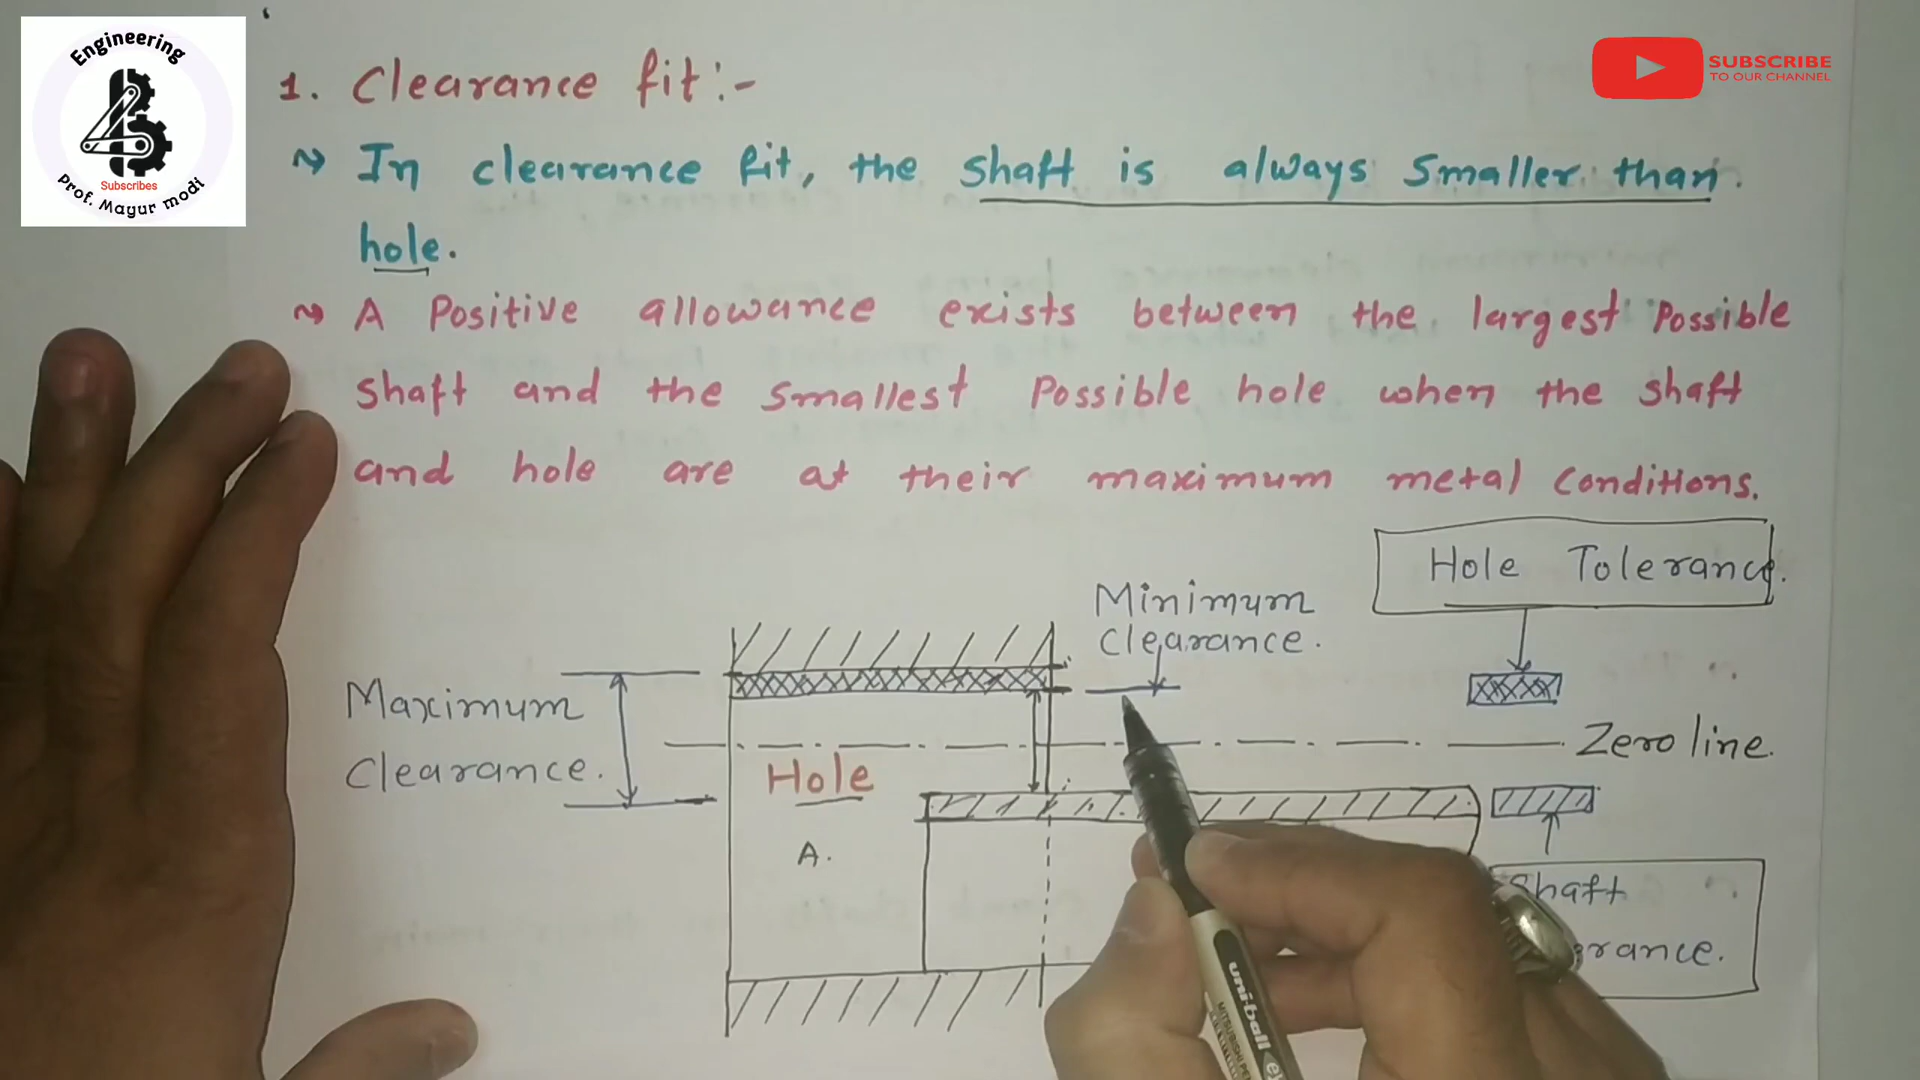 Engineering
Subscribes
Prof. Mayur modi
SUBSCRIBE
TO OUR CHANNEL
1. Clearance fit:-
In clearance fit, the shaft is always smaller than
hole.
A Positive allowance exists between the largest Possible
shaft and the smallest Possible hole when the shaft
and hole are at their maximum metal Conditions.
Hole Tolerance.
Minimum
Clearance.
Maximum
Clearance.
Zero line.
Hole
A.
Shaft
uni-ball